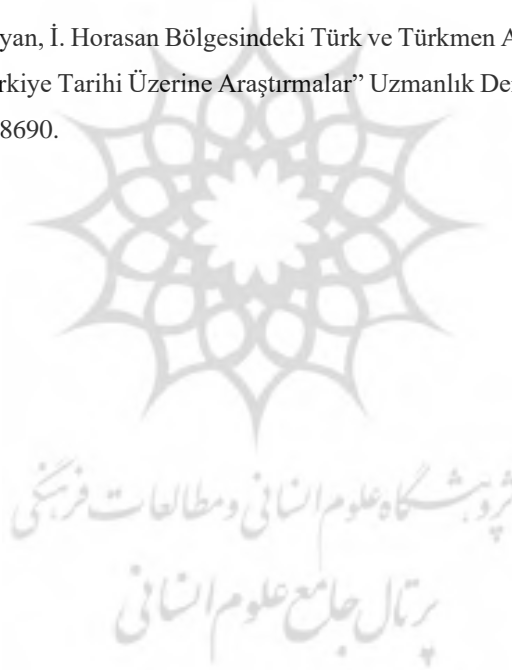 yan, İ. Horasan Bölgesindeki Türk ve Türkmen A
rkiye Tarihi Üzerine Araştırmalar” Uzmanlık Der
8690.
پژوهشگاه علوم انسانی و مطالعات فرهنگی
پرتال جامع علوم انسانی